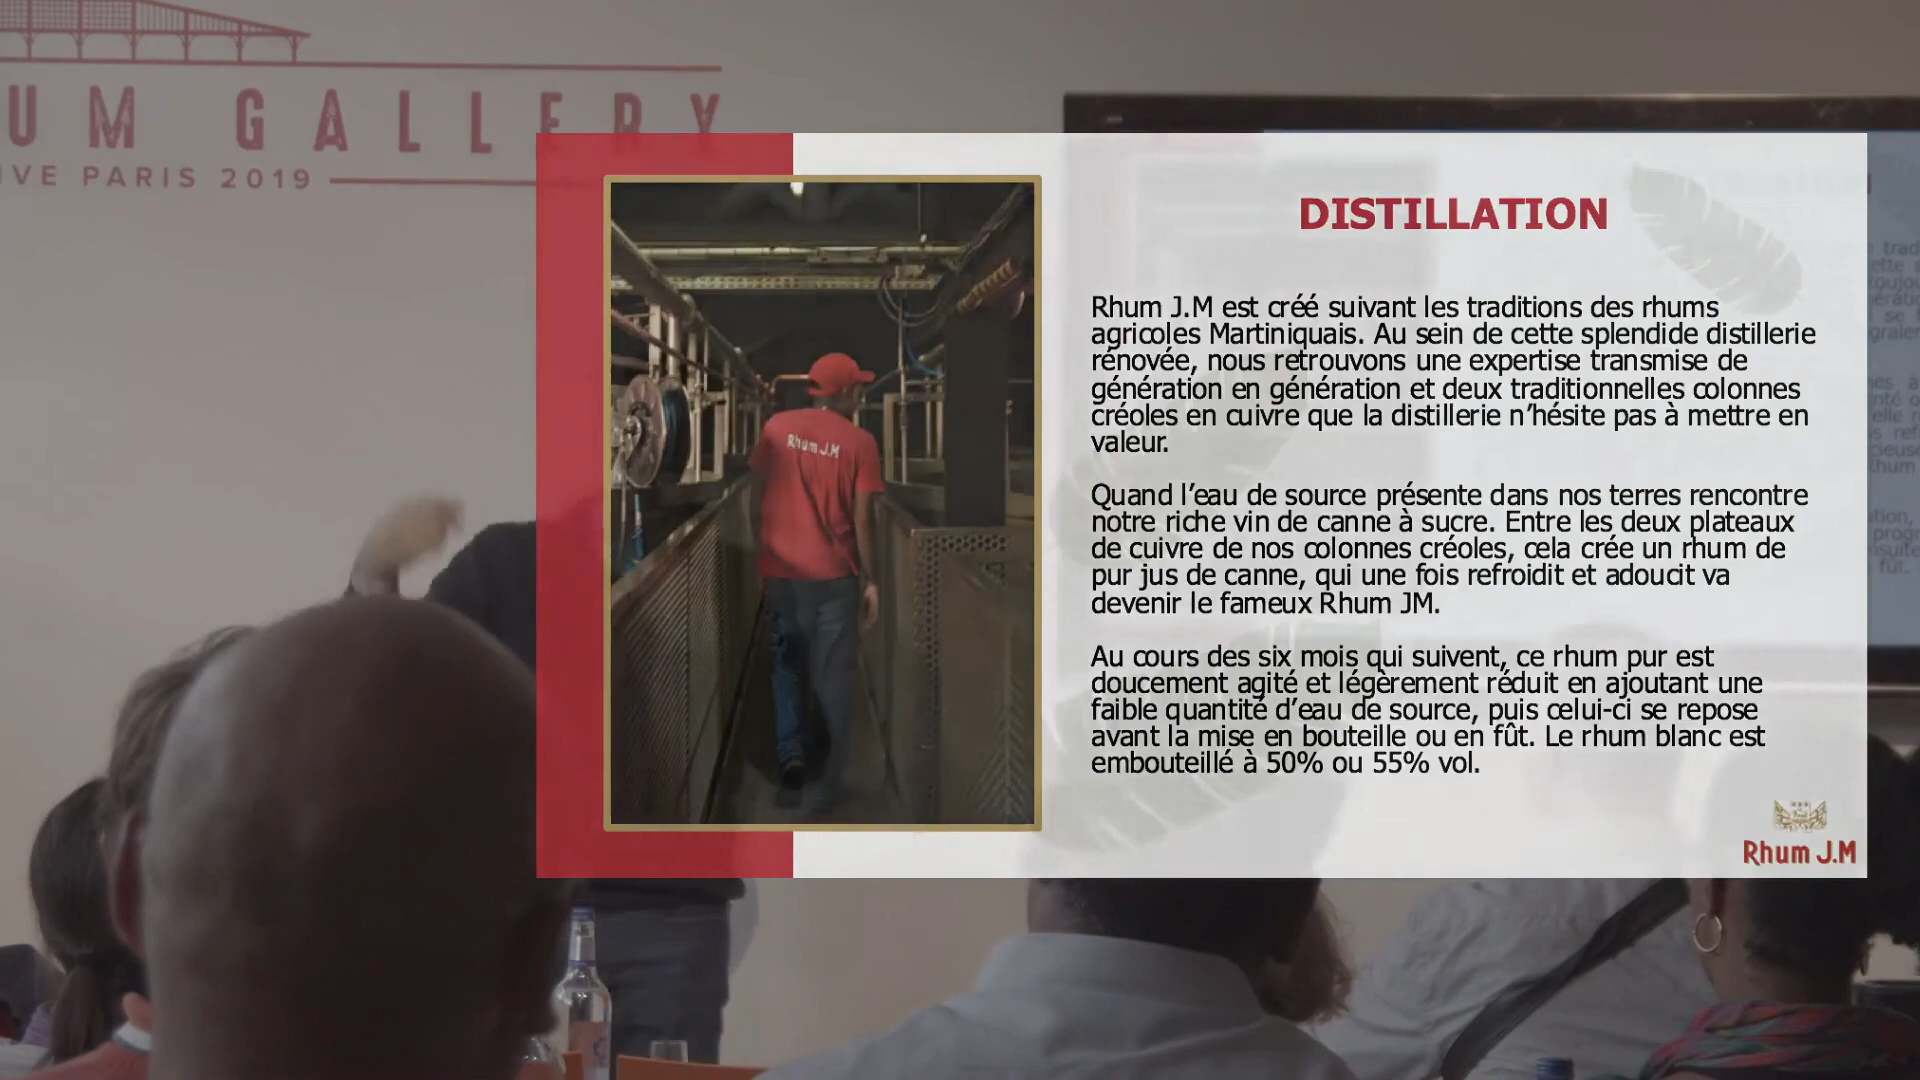 UM GALLERY
IVE PARIS 2019
DISTILLATION
Rhum J.M est créé suivant les traditions des rhums
agricoles Martiniquais. Au sein de cette splendide distillerie
rénovée, nous retrouvons une expertise transmise de
génération en génération et deux traditionnelles colonnes
créoles en cuivre que la distillerie n’hésite pas à mettre en
valeur.
Quand l’eau de source présente dans nos terres rencontre
notre riche vin de canne à sucre. Entre les deux plateaux
de cuivre de nos colonnes créoles, cela crée un rhum de
pur jus de canne, qui une fois refroidit et adoucit va
devenir le fameux Rhum JM.
Au cours des six mois qui suivent, ce rhum pur est
doucement agité et légèrement réduit en ajoutant une
faible quantité d’eau de source, puis celui-ci se repose
avant la mise en bouteille ou en fût. Le rhum blanc est
embouteillé à 50% ou 55% vol.
Rhum J.M
Rhum J.M